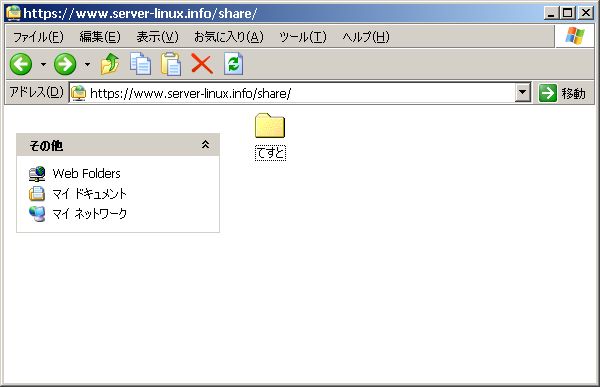 https://www.server-linux.info/share/
ファイル(F) 編集(E) 表示(V) お気に入り(A) ツール(T) ヘルプ(H)
アドレス(D) https://www.server-linux.info/share/ 移動
その他
Web Folders
マイ ドキュメント
マイ ネットワーク
てすと